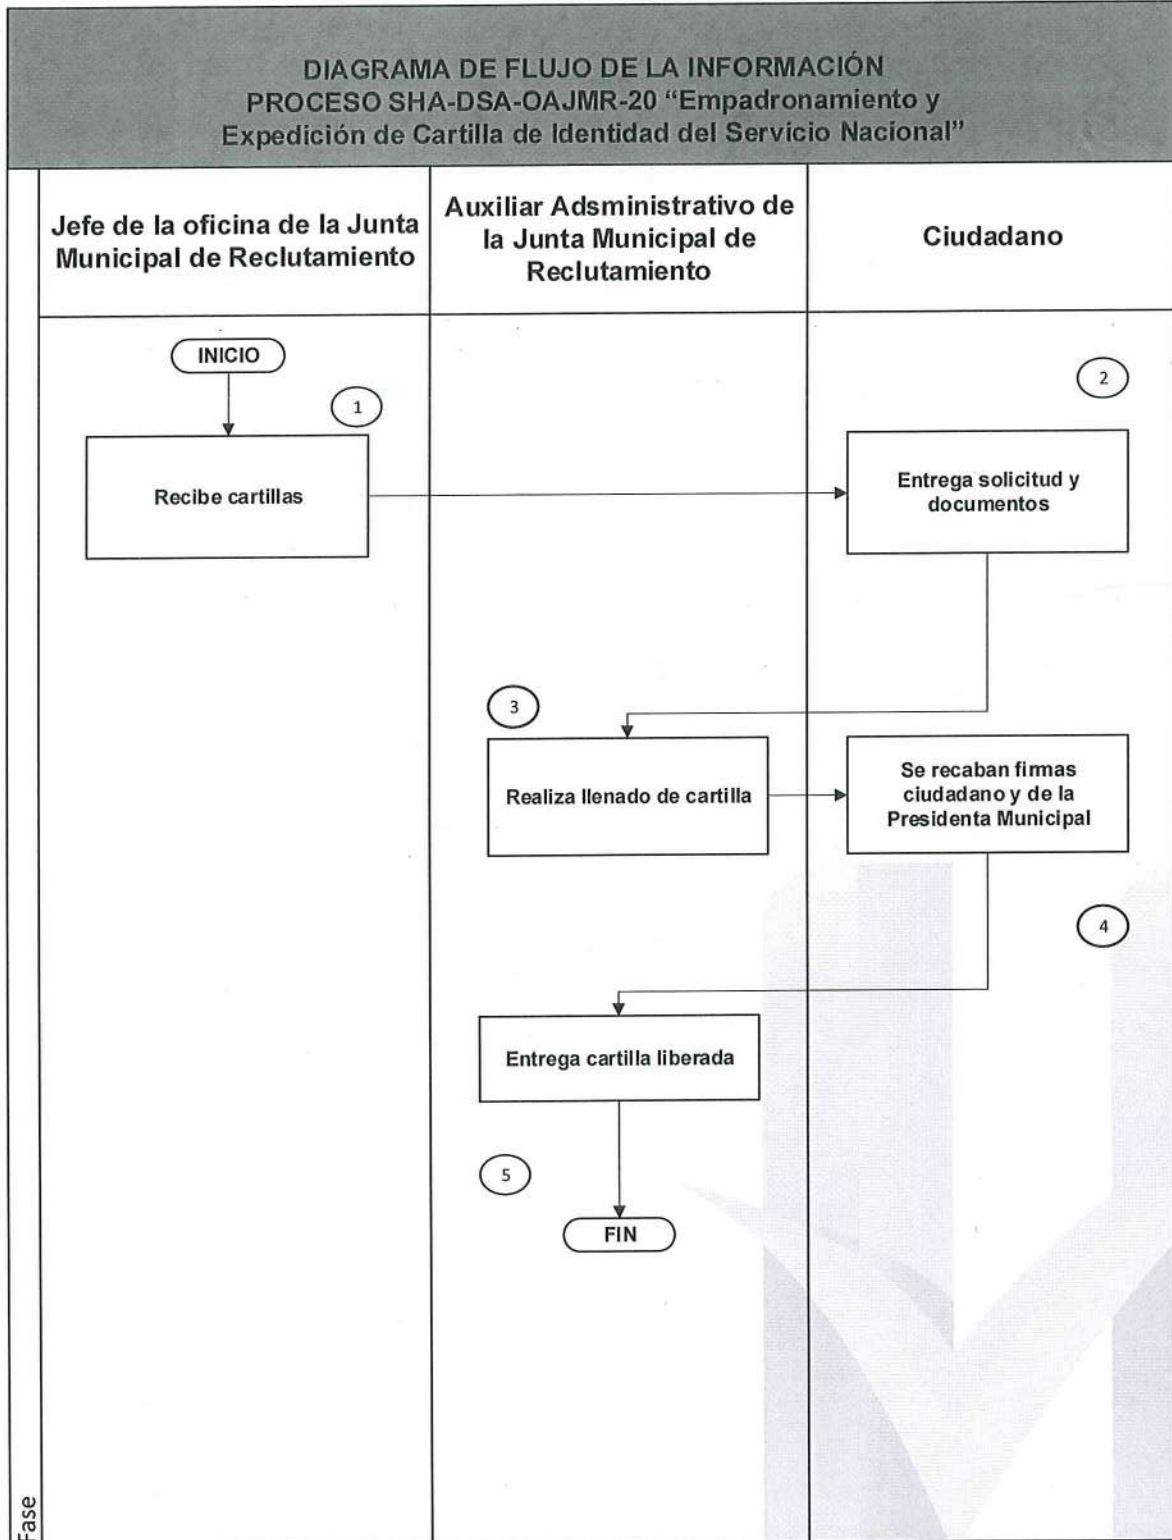 DIAGRAMA DE FLUJO DE LA INFORMACIÓN
PROCESO SHA-DSA-OAJMR-20 “Empadronamiento y
Expedición de Cartilla de Identidad del Servicio Nacional”
Jefe de la oficina de la Junta
Municipal de Reclutamiento
Auxiliar Adsministrativo de
la Junta Municipal de
Reclutamiento
Ciudadano
INICIO
1
2
Recibe cartillas
Entrega solicitud y
documentos
3
Realiza llenado de cartilla
Se recaban firmas
ciudadano y de la
Presidenta Municipal
4
Entrega cartilla liberada
5
FIN
Fase